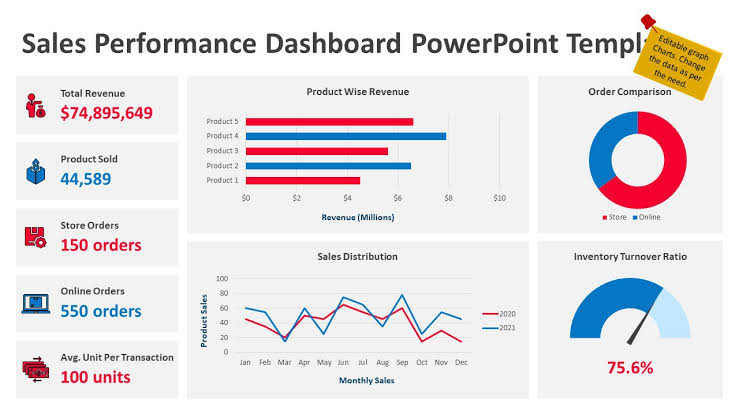 Sales Performance Dashboard PowerPoint Templ
Editable graph
Charts. Change
the data as per
the need.
Total Revenue
$74,895,649
Product Sold
44,589
Store Orders
150 orders
Online Orders
550 orders
Avg. Unit Per Transaction
100 units
Product Wise Revenue
Product 5
Product 4
Product 3
Product 2
Product 1
$0 $2 $4 $6 $8 $10
Revenue (Millions)
Order Comparison
Store Online
Sales Distribution
Product Sales
100
80
60
40
20
0
Jan Feb Mar Apr May Jun Jul Aug Sep Oct Nov Dec
Monthly Sales
2020
2021
Inventory Turnover Ratio
75.6%